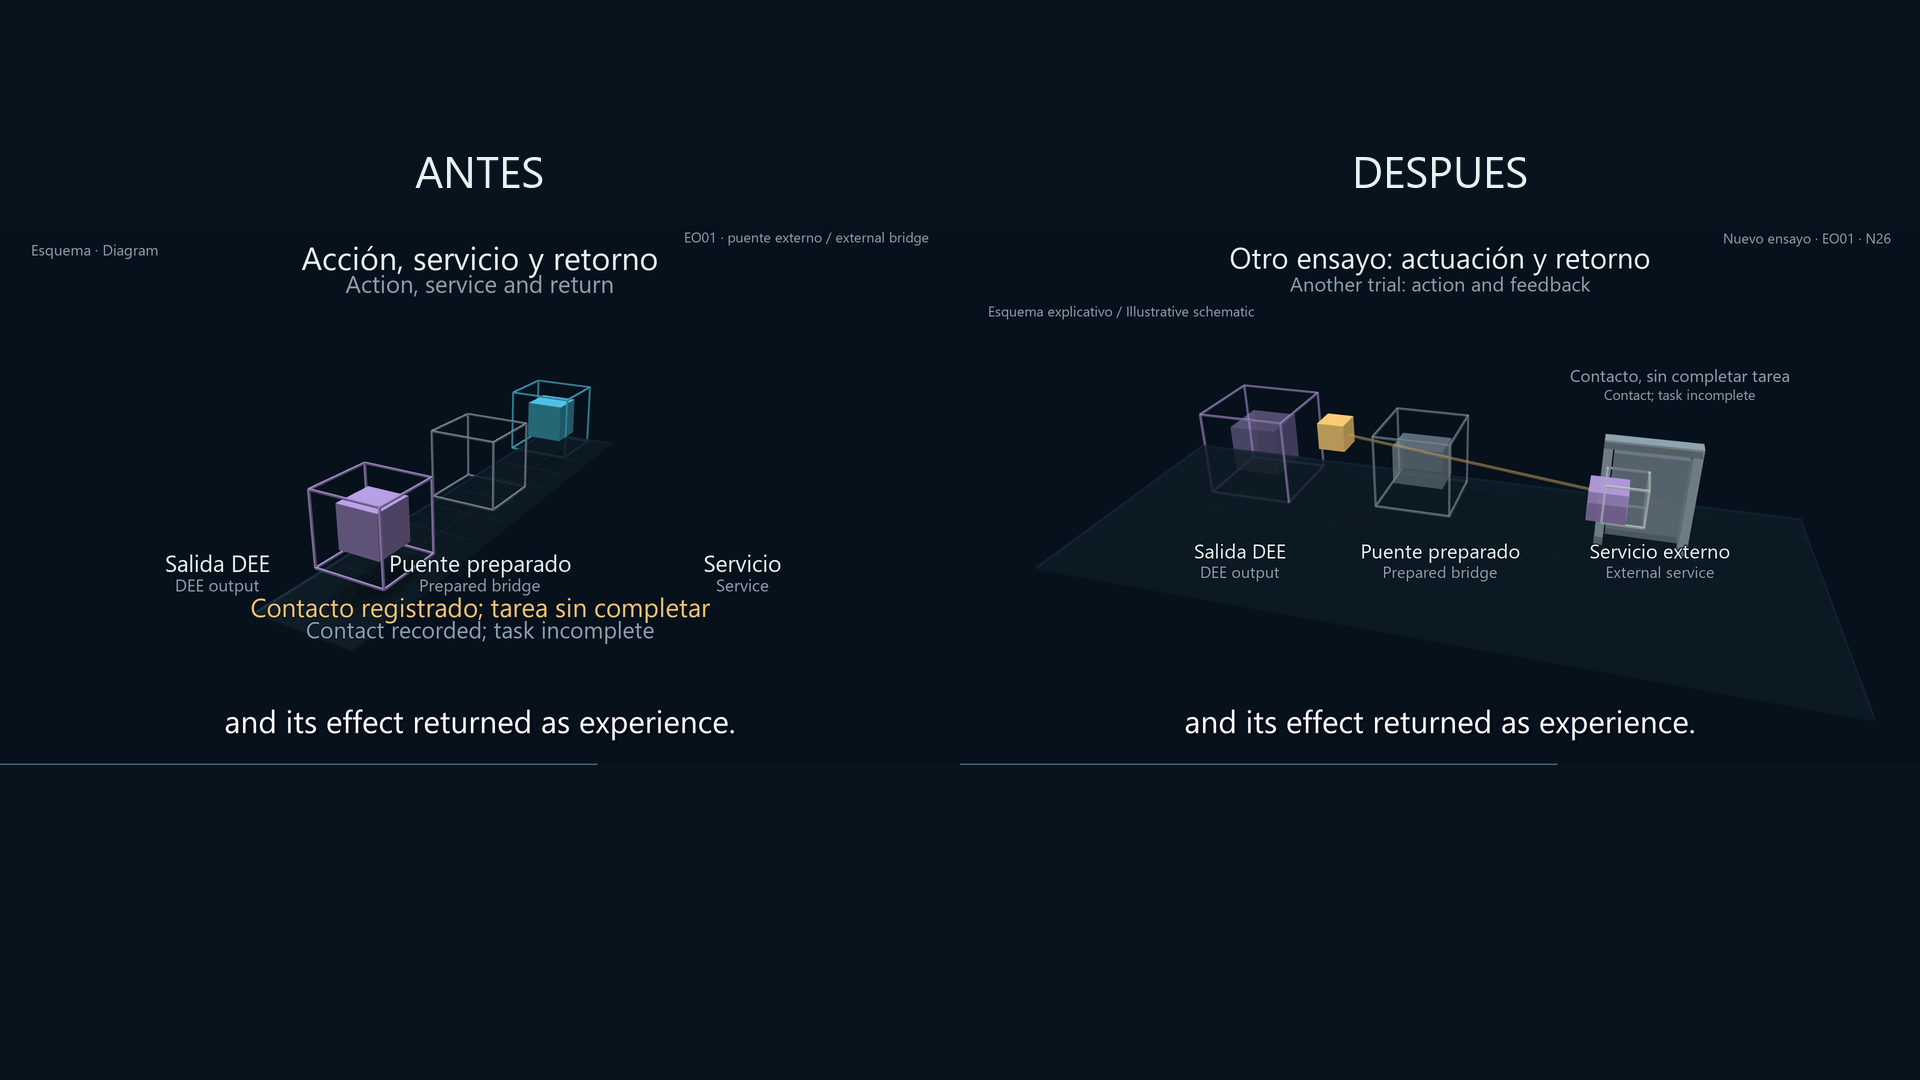 ANTES
Esquema · Diagram
EO01 · puente externo / external bridge
Acción, servicio y retorno
Action, service and return
Salida DEE
DEE output
Puente preparado
Prepared bridge
Servicio
Service
Contacto registrado; tarea sin completar
Contact recorded; task incomplete
and its effect returned as experience.
DESPUES
Nuevo ensayo · EO01 · N26
Otro ensayo: actuación y retorno
Another trial: action and feedback
Esquema explicativo / Illustrative schematic
Contacto, sin completar tarea
Contact; task incomplete
Salida DEE
DEE output
Puente preparado
Prepared bridge
Servicio externo
External service
and its effect returned as experience.